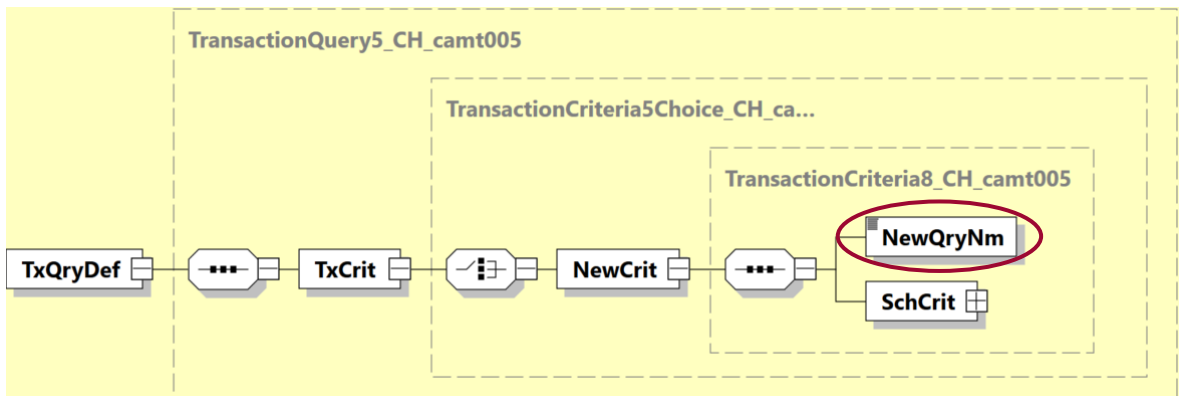 TransactionQuery5_CH_camt005
TransactionCriteria5Choice_CH_ca...
TransactionCriteria8_CH_camt005
NewQryNm
TxQryDef
TxCrit
NewCrit
SchCrit